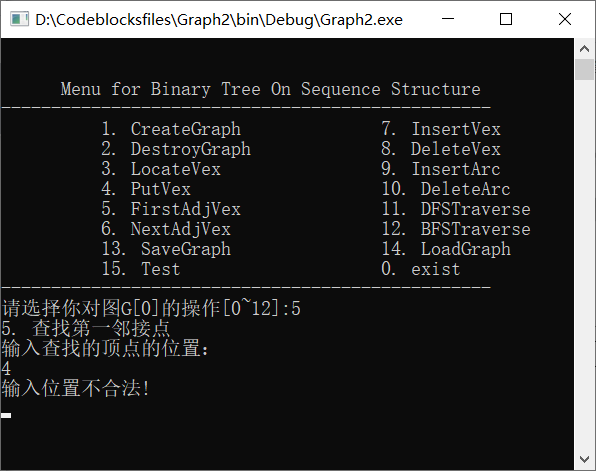 D:\Codeblocksfiles\Graph2\bin\Debug\Graph2.exe
Menu for Binary Tree On Sequence Structure
-------------------------------------------------
1. CreateGraph 7. InsertVex
2. DestroyGraph 8. DeleteVex
3. LocateVex 9. InsertArc
4. PutVex 10. DeleteArc
5. FirstAdjVex 11. DFSTraverse
6. NextAdjVex 12. BFSTraverse
13. SaveGraph 14. LoadGraph
15. Test 0. exist
-------------------------------------------------
请选择你对图G[0]的操作[0~12]:5
5. 查找第一邻接点
输入查找的顶点的位置：
4
输入位置不合法!